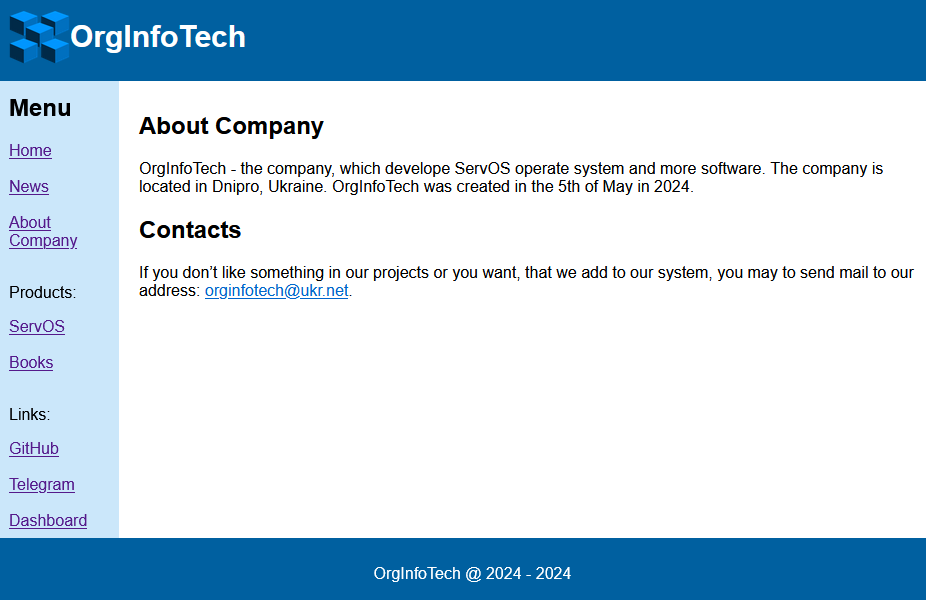 OrgInfoTech
Menu
Home
News
About
Company
Products:
ServOS
Books
Links:
GitHub
Telegram
Dashboard
About Company
OrgInfoTech - the company, which develope ServOS operate system and more software. The company is
located in Dnipro, Ukraine. OrgInfoTech was created in the 5th of May in 2024.
Contacts
If you don’t like something in our projects or you want, that we add to our system, you may to send mail to our
address: orginfotech@ukr.net.
OrgInfoTech @ 2024 - 2024